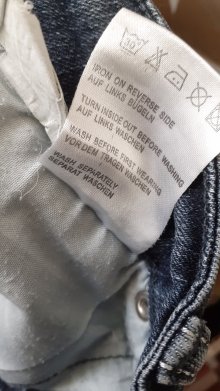 30
IRON ON REVERSE SIDE
AUF LINKS BÜGELN
TURN INSIDE OUT BEFORE WASHING
AUF LINKS WASCHEN
WASH BEFORE FIRST WEARING
VOR DEM TRAGEN WASCHEN
WASH SEPARATELY
SEPARAT WASCHEN